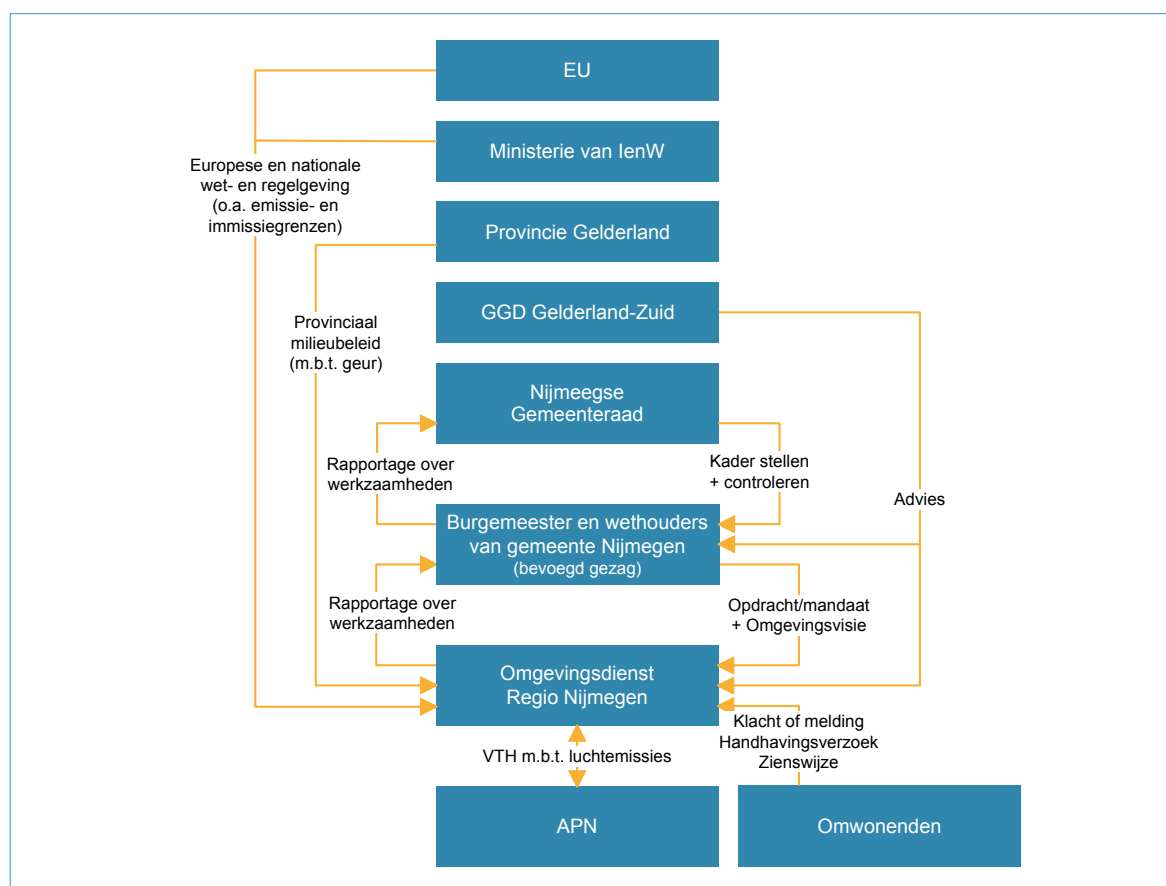 EU
Ministerie van IenW
Europese en nationale
wet- en regelgeving
(o.a. emissie- en
immissiegrenzen)
Provincie Gelderland
GGD Gelderland-Zuid
Provinciaal
milieubeleid
(m.b.t. geur)
Nijmeegse
Gemeenteraad
Rapportage over
werkzaamheden
Kader stellen
+ controleren
Advies
Burgemeester en wethouders
van gemeente Nijmegen
(bevoegd gezag)
Rapportage over
werkzaamheden
Opdracht/mandaat
+ Omgevingsvisie
Omgevingsdienst
Regio Nijmegen
Klacht of melding
Handhavingsverzoek
Zienswijze
VTH m.b.t. luchtemissies
APN
Omwonenden